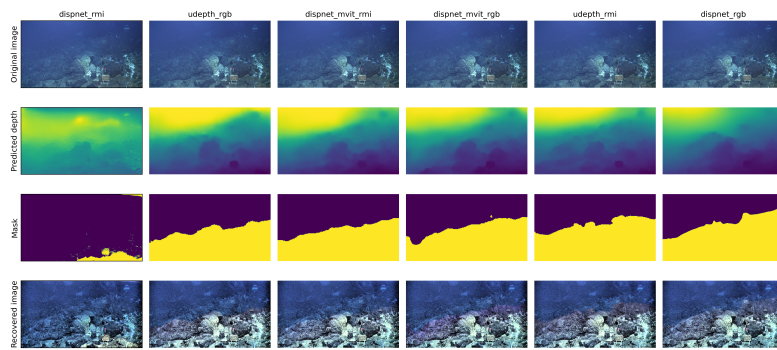 dispnet_rmi udepth_rgb dispnet_mvit_rmi dispnet_mvit_rgb udepth_rmi dispnet_rgb
Original image
Predicted depth
Mask
Recovered image